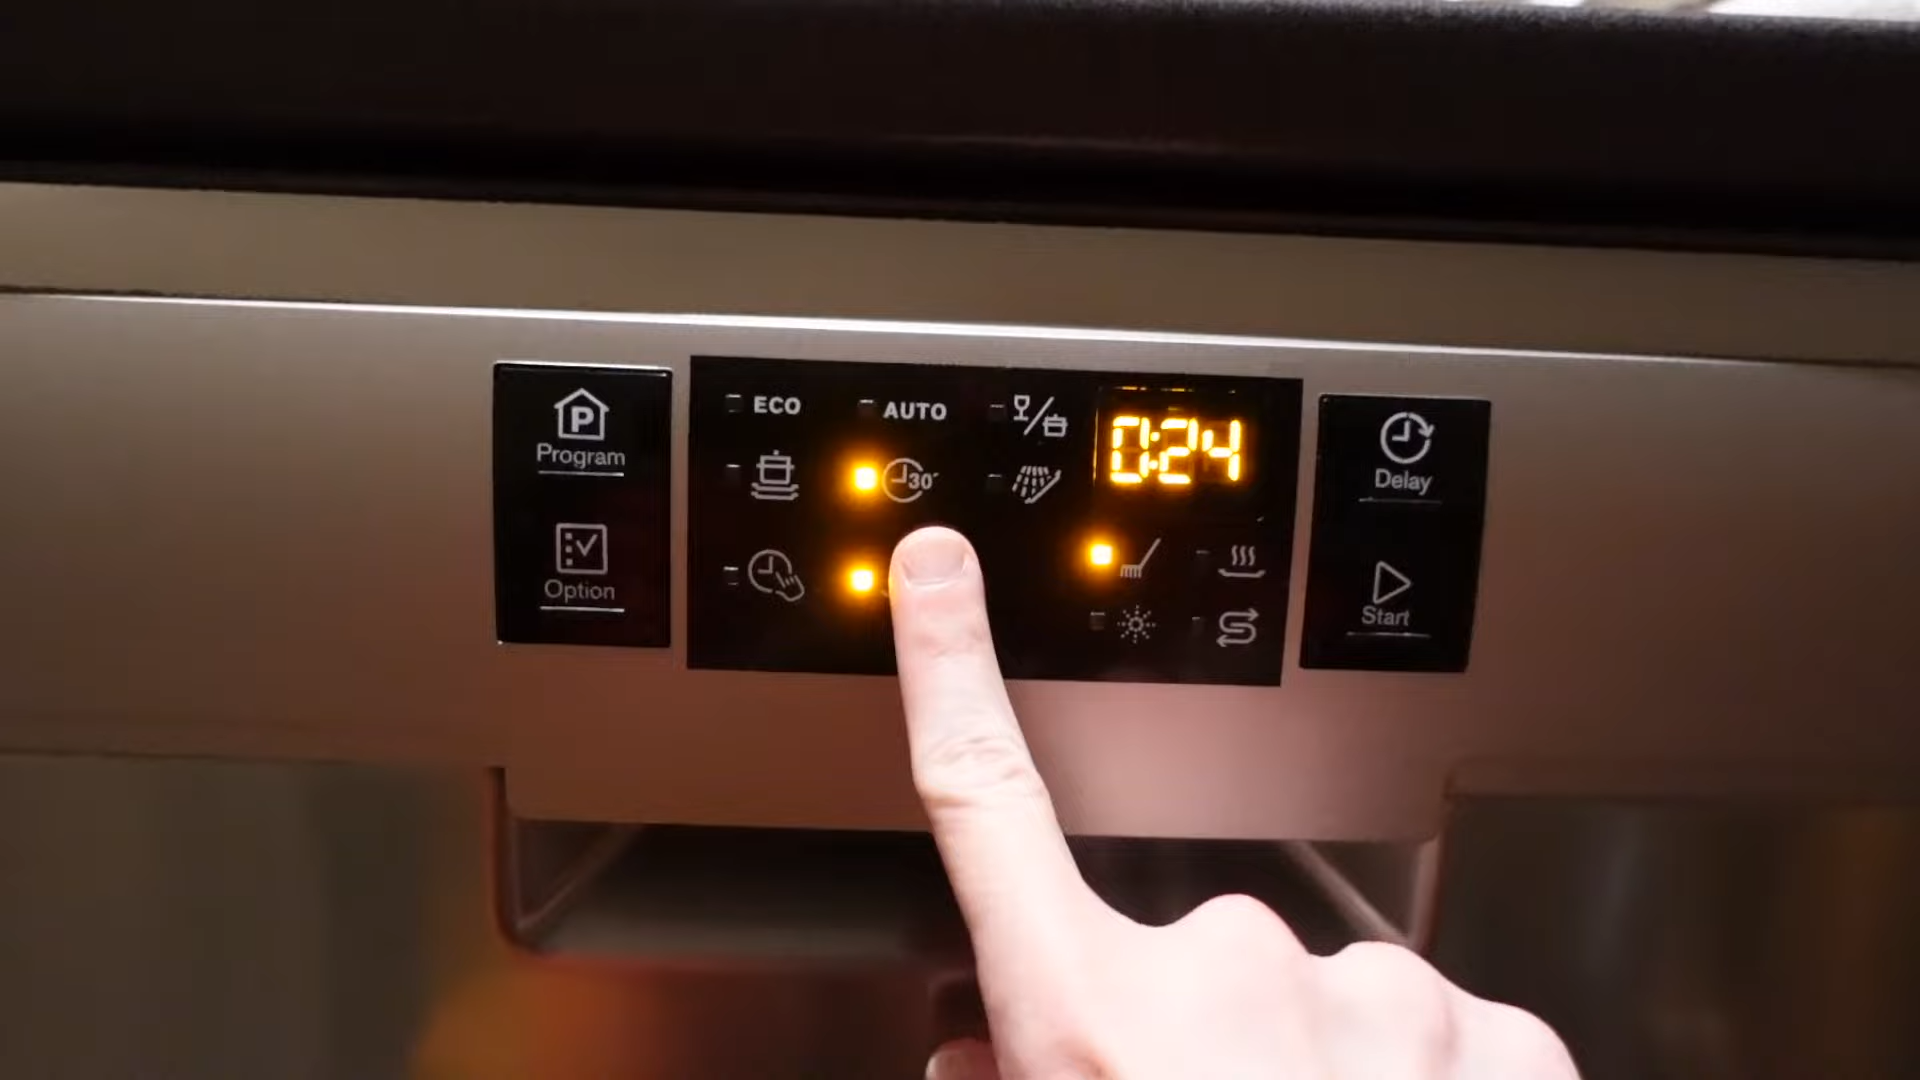 P
Program
Option
ECO
AUTO
30'
0:24
Delay
Start